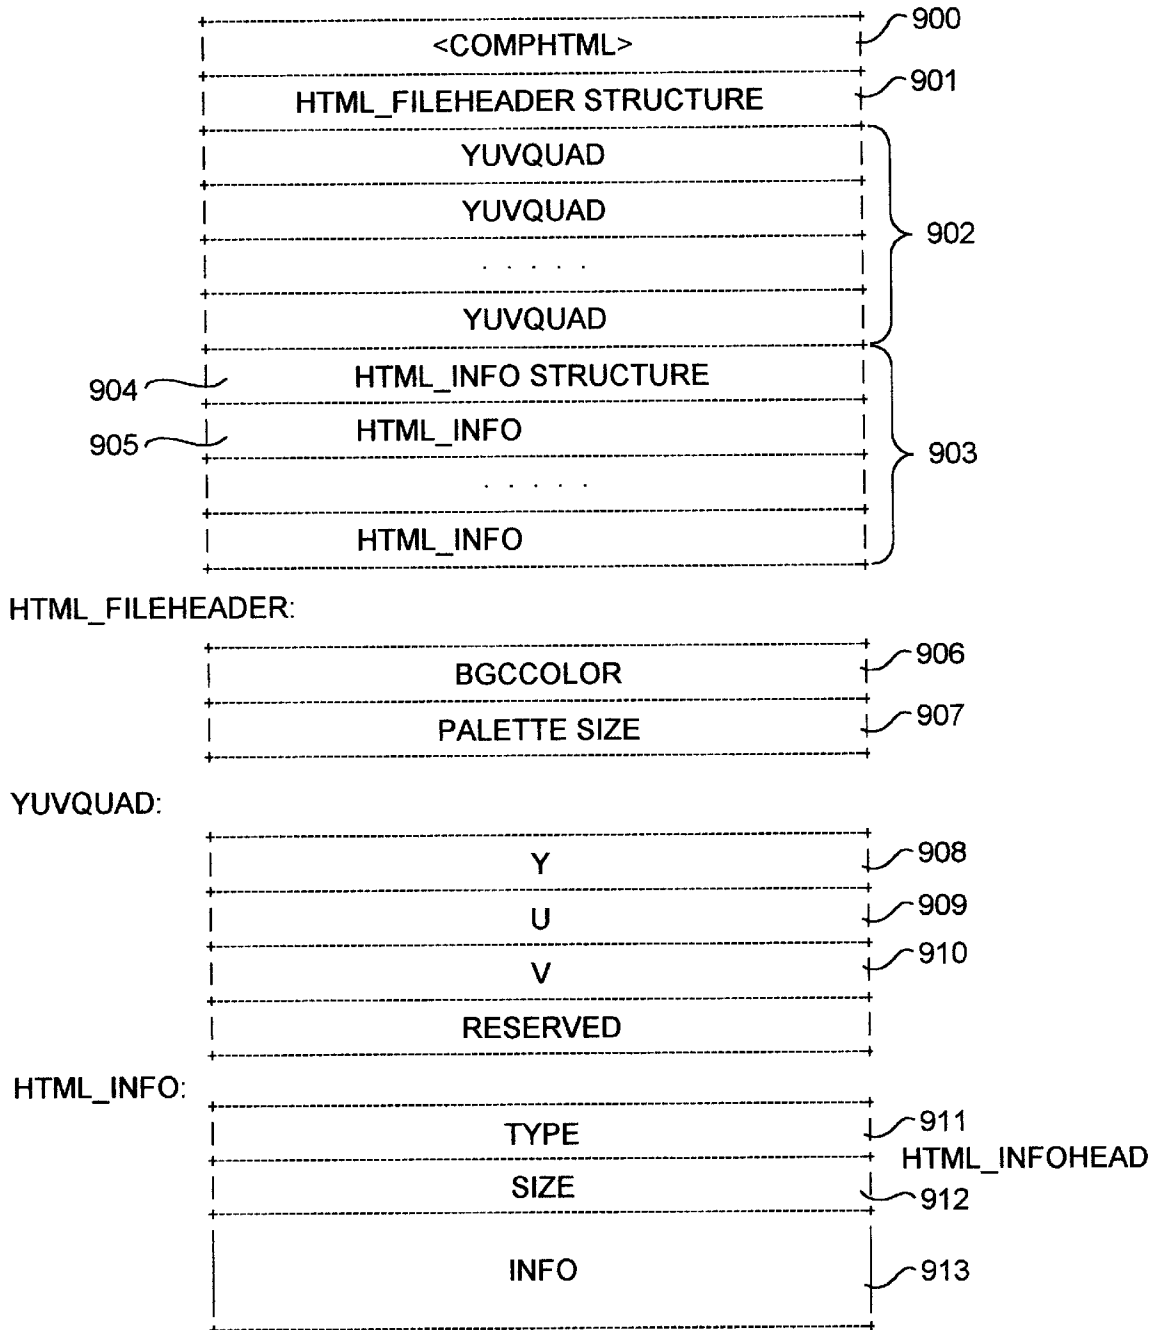 <COMPHTML> 900
HTML_FILEHEADER STRUCTURE 901
YUVQUAD
YUVQUAD
902
. . . . .
YUVQUAD
904 HTML_INFO STRUCTURE
905 HTML_INFO
903
. . . . .
HTML_INFO
HTML_FILEHEADER:
BGCCOLOR 906
PALETTE SIZE 907
YUVQUAD:
Y 908
U 909
V 910
RESERVED
HTML_INFO:
TYPE 911
HTML_INFOHEAD
SIZE 912
INFO 913